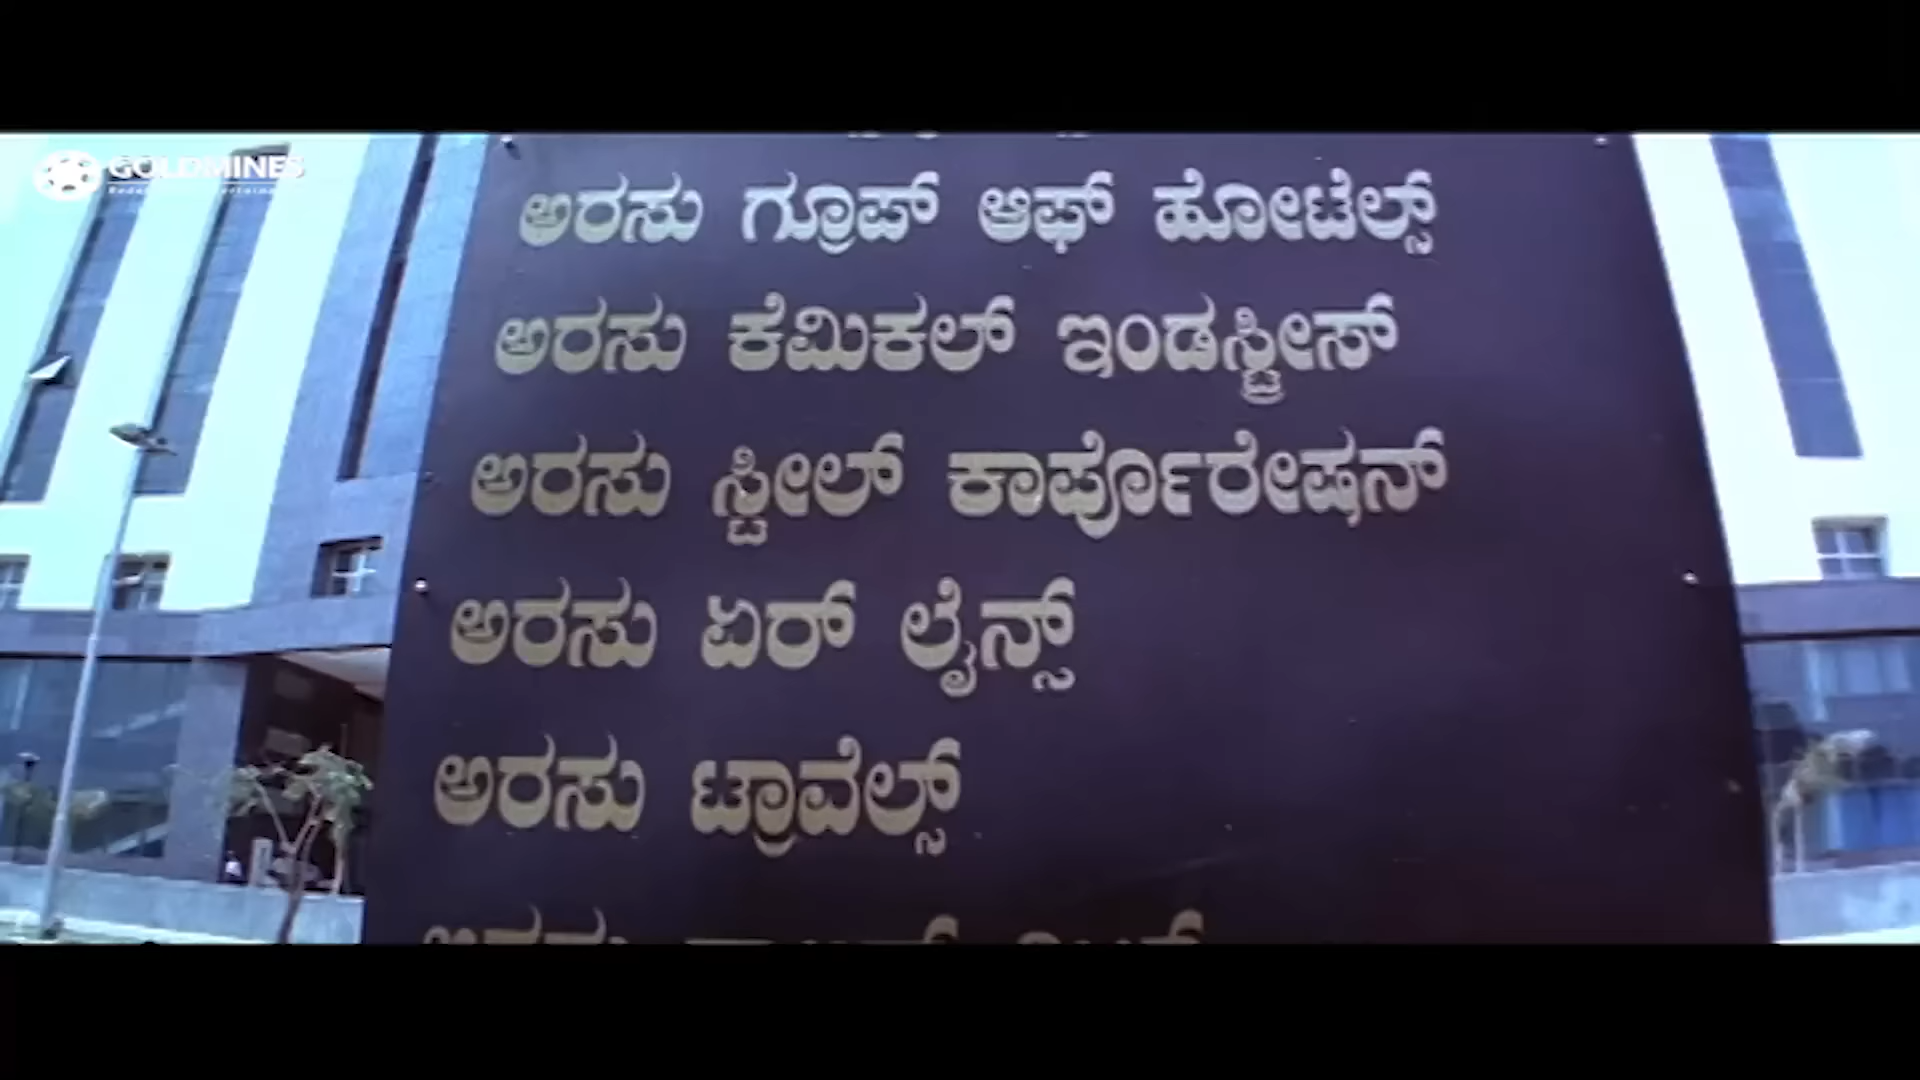 GOLDMINES
ಅರಸು ಗ್ರೂಪ್ ಆಫ್ ಹೋಟೆಲ್ಸ್
ಅರಸು ಕೆಮಿಕಲ್ ಇಂಡಸ್ಟ್ರೀಸ್
ಅರಸು ಸ್ಟೀಲ್ ಕಾರ್ಪೊರೇಷನ್
ಅರಸು ಏರ್ ಲೈನ್ಸ್
ಅರಸು ಟ್ರಾವೆಲ್ಸ್